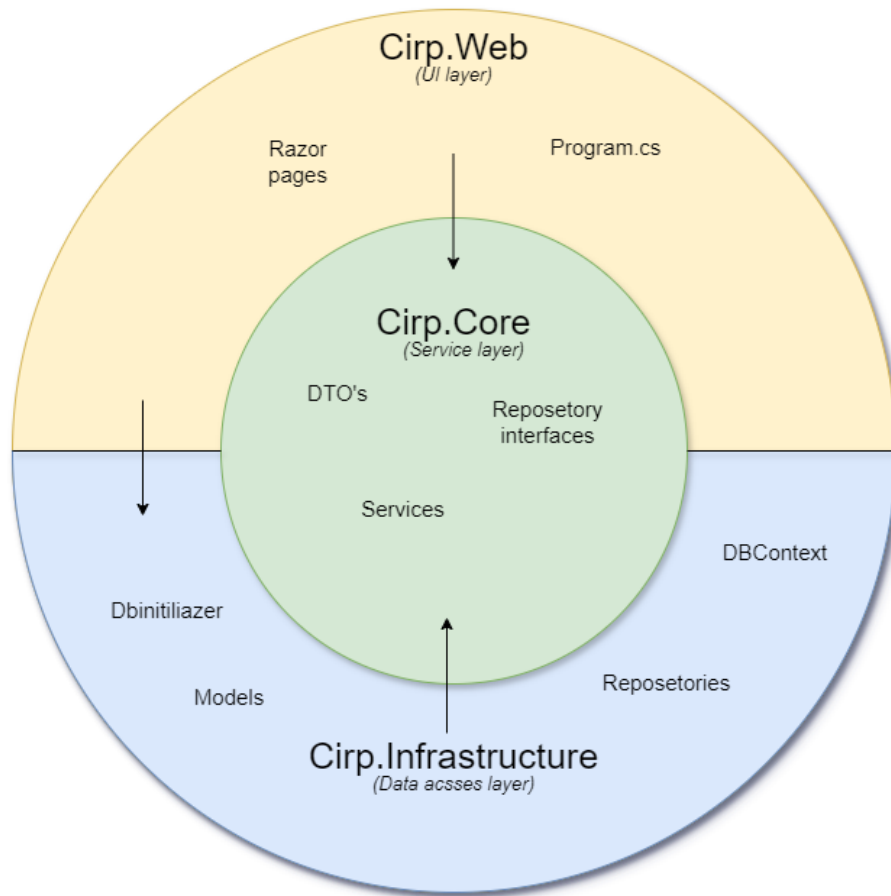 Cirp.Web
(UI layer)
Razor
pages
Program.cs
Cirp.Core
(Service layer)
DTO's
Reposetory
interfaces
Services
DBContext
Dbinitiliazer
Models
Reposetories
Cirp.Infrastructure
(Data acsses layer)